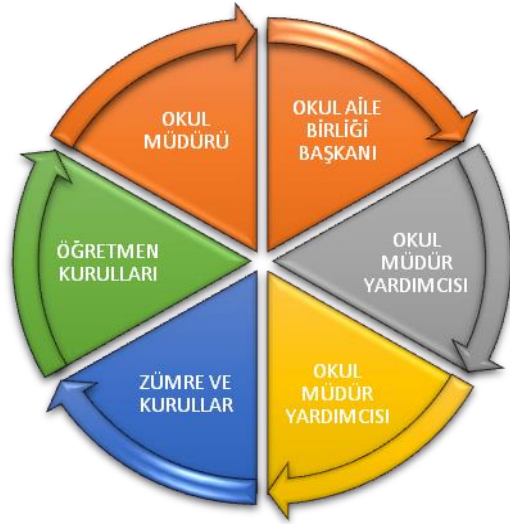 OKUL
MÜDÜRÜ
OKUL AİLE
BİRLİĞİ
BAŞKANI
OKUL
MÜDÜR
YARDIMCISI
OKUL
MÜDÜR
YARDIMCISI
ZÜMRE VE
KURULLAR
ÖĞRETMEN
KURULLARI